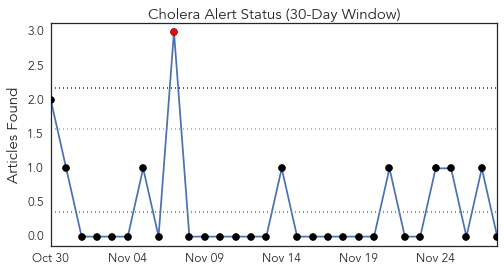 Cholera Alert Status (30-Day Window)
Articles Found
3.0
2.5
2.0
1.5
1.0
0.5
0.0
Oct 30 Nov 04 Nov 09 Nov 14 Nov 19 Nov 24